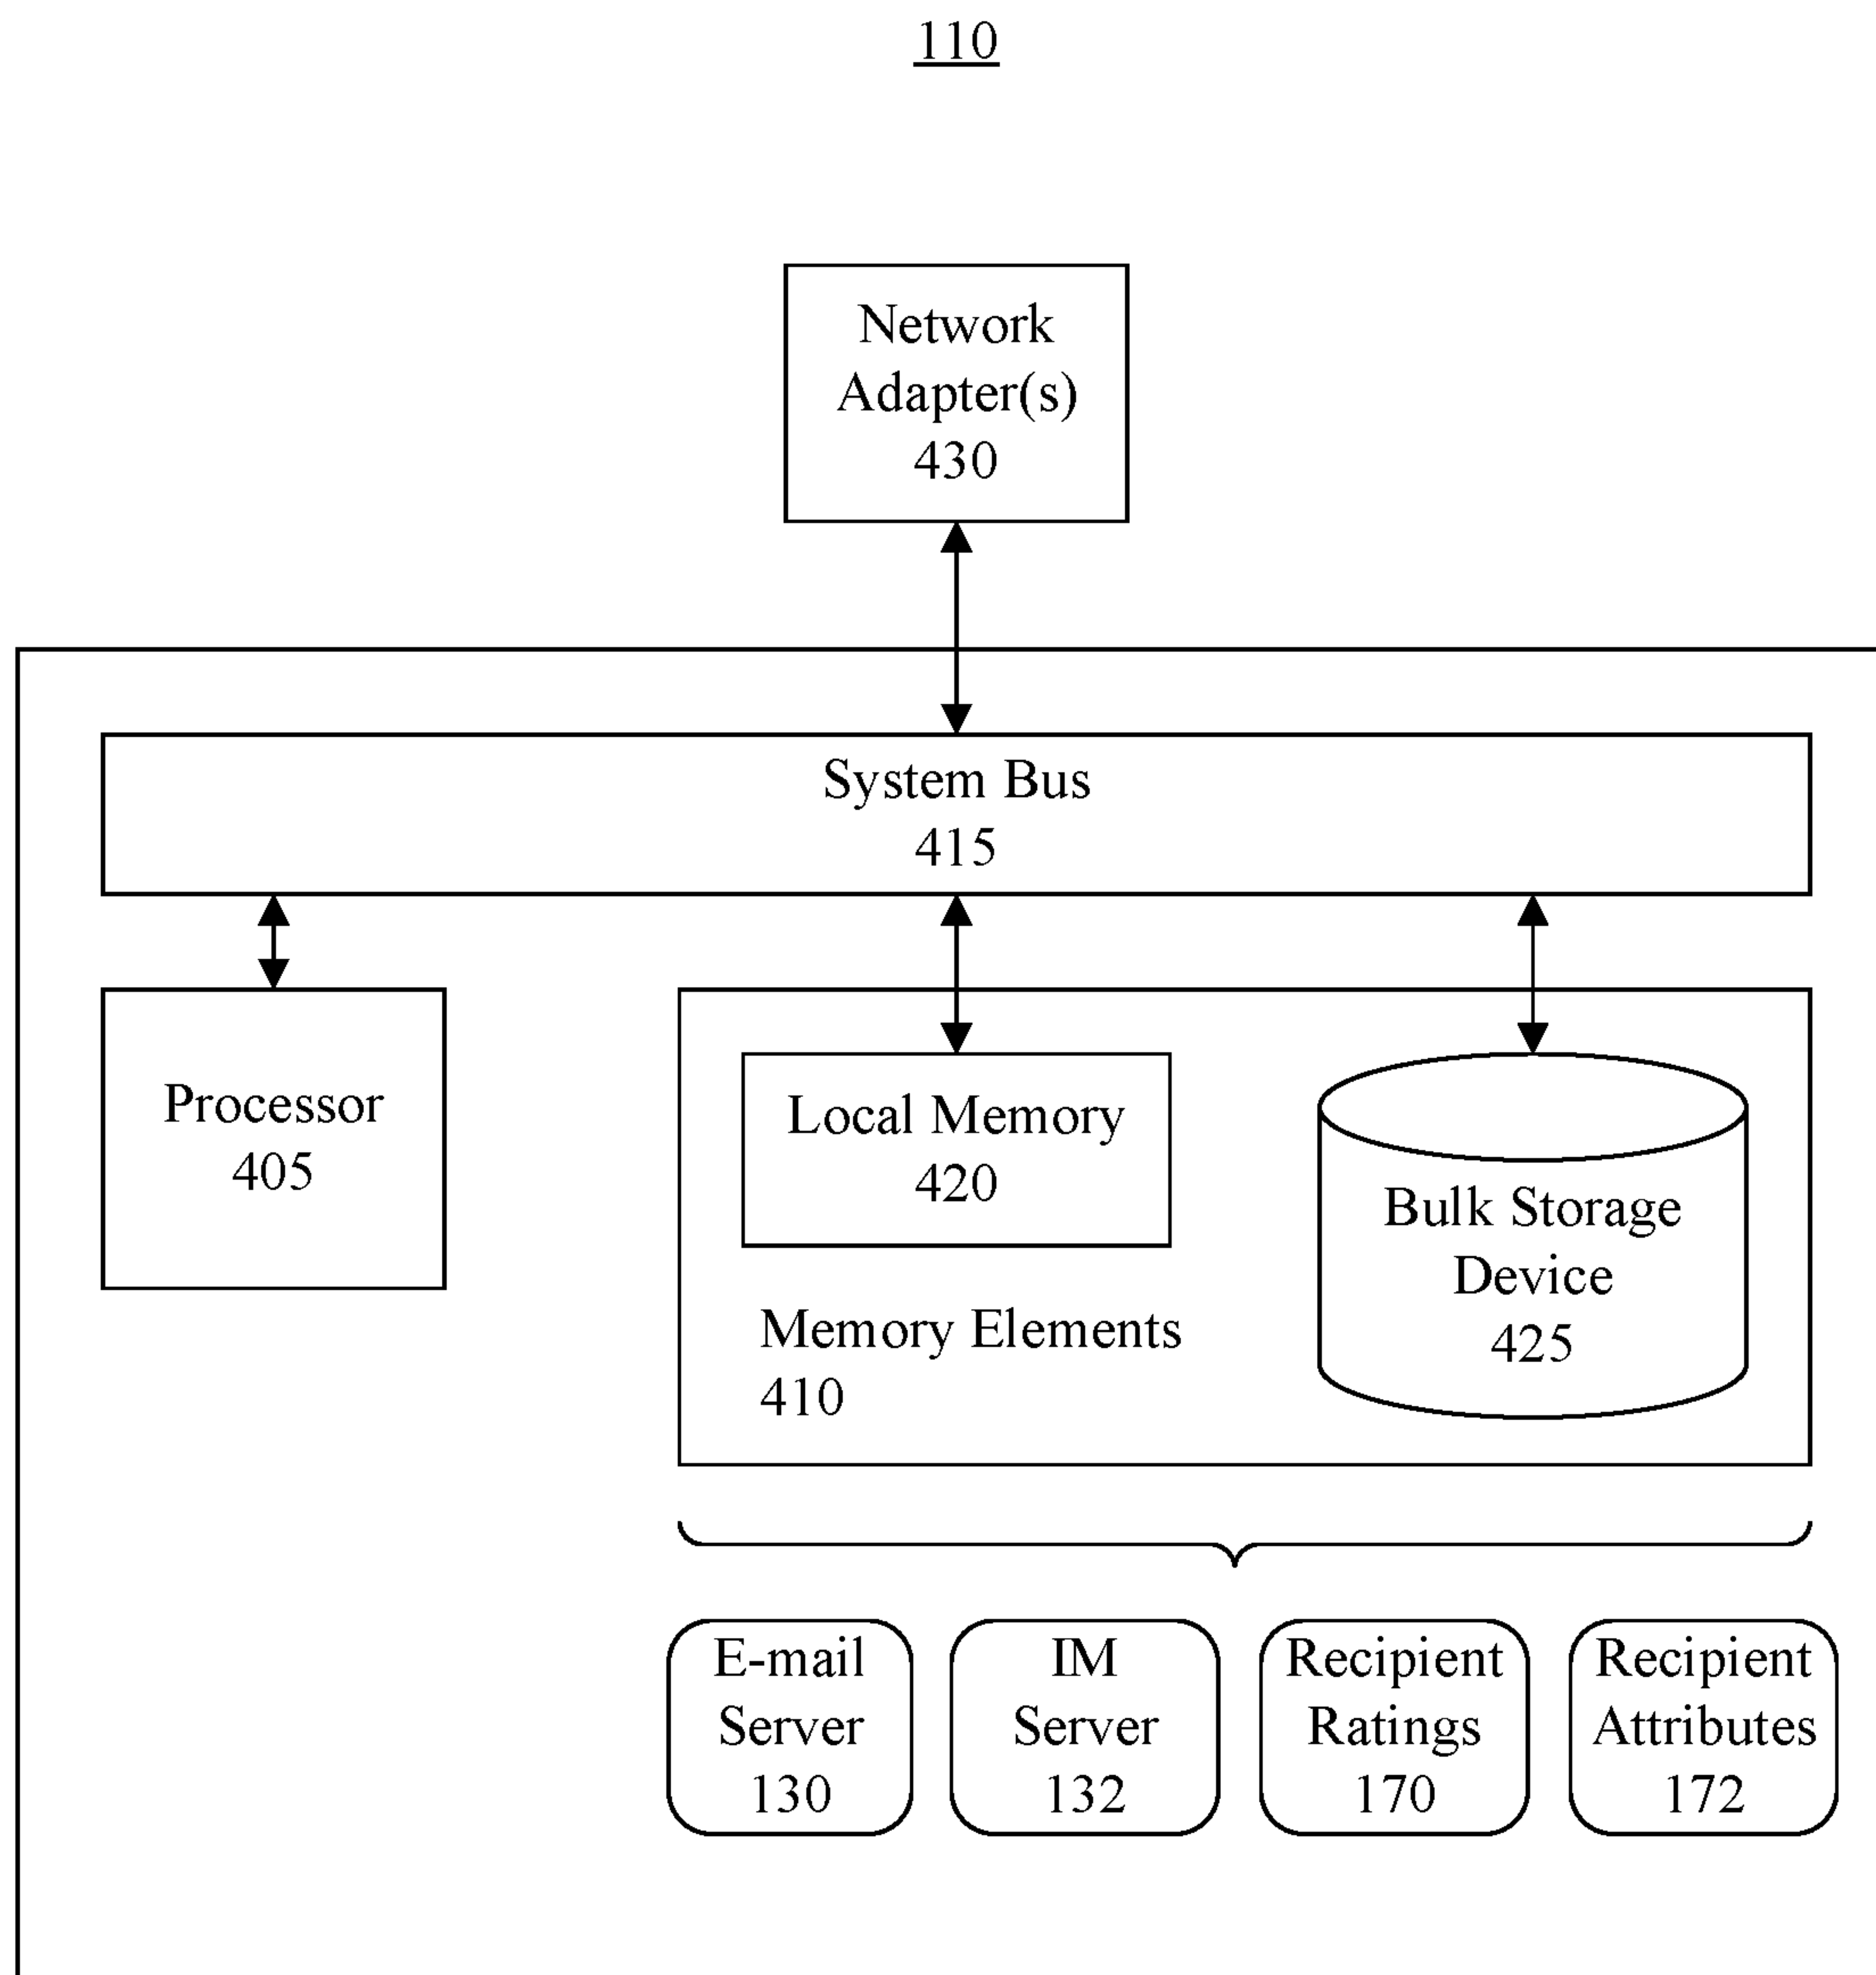 110
Network
Adapter(s)
430
System Bus
415
Processor
405
Local Memory
420
Memory Elements
410
Bulk Storage
Device
425
E-mail
Server
130
IM
Server
132
Recipient
Ratings
170
Recipient
Attributes
172